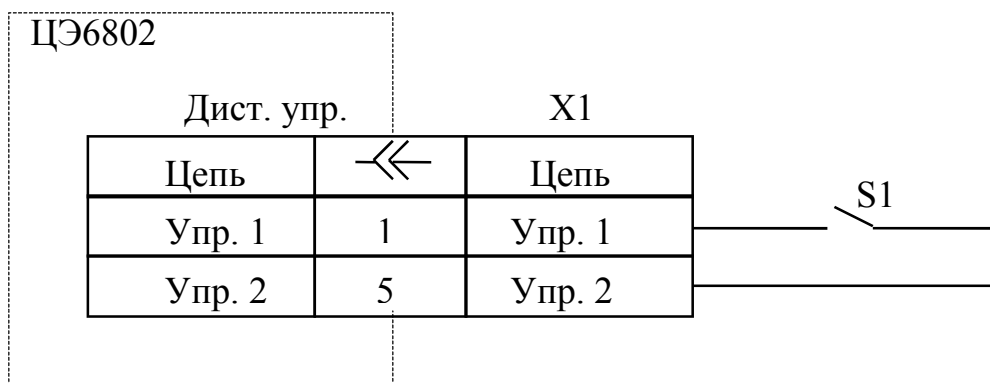 ЦЭ6802
Дист. упр. X1
Цепь Цепь
S1
Упр. 1 1 Упр. 1
Упр. 2 5 Упр. 2